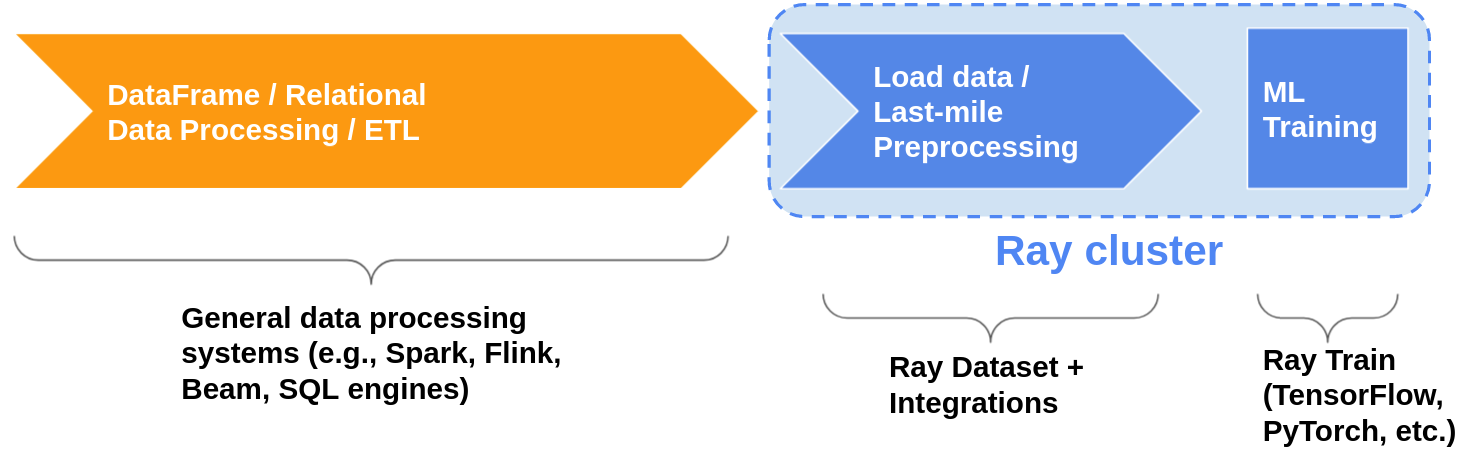 DataFrame / Relational
Data Processing / ETL
Load data /
Last-mile
Preprocessing
ML
Training
Ray cluster
General data processing
systems (e.g., Spark, Flink,
Beam, SQL engines)
Ray Dataset +
Integrations
Ray Train
(TensorFlow,
PyTorch, etc.)